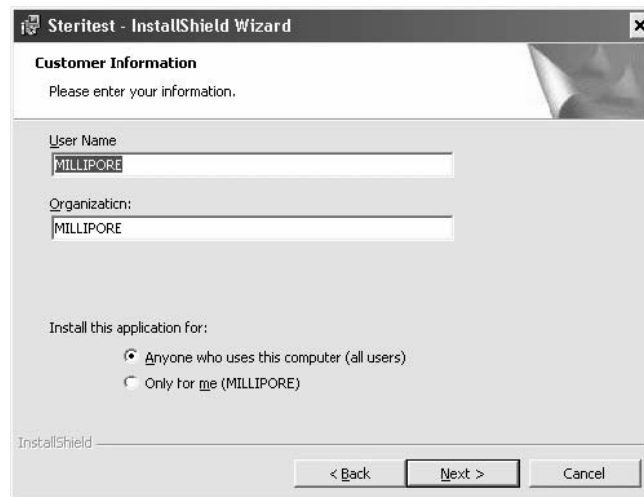 Steritest - InstallShield Wizard
Customer Information
Please enter your information.
User Name
MILLIPORE
Organization:
MILLIPORE
Install this application for:
Anyone who uses this computer (all users)
Only for me (MILLIPORE)
InstallShield
< Back Next > Cancel